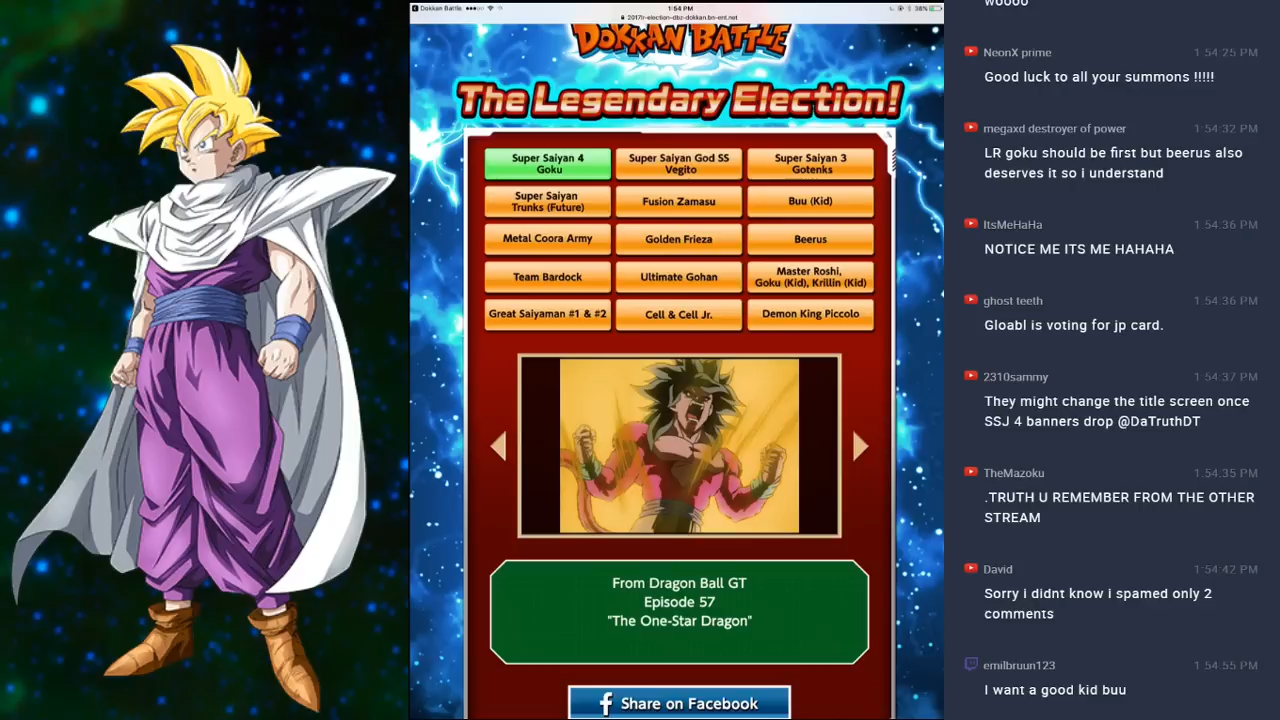 Dokkan Battle
1:54 PM
38%
2017lr-election-dbz-dokkan.bn-ent.net
DOKKAN BATTLE
The Legendary Election!
Super Saiyan 4
Goku
Super Saiyan God SS
Vegito
Super Saiyan 3
Gotenks
Super Saiyan
Trunks (Future)
Fusion Zamasu
Buu (Kid)
Metal Coora Army
Golden Frieza
Beerus
Team Bardock
Ultimate Gohan
Master Roshi,
Goku (Kid), Krillin (Kid)
Great Saiyaman #1 & #2
Cell & Cell Jr.
Demon King Piccolo
From Dragon Ball GT
Episode 57
"The One-Star Dragon"
f Share on Facebook
woooo
NeonX prime 1:54:25 PM
Good luck to all your summons !!!!!
megaxd destroyer of power 1:54:32 PM
LR goku should be first but beerus also
deserves it so i understand
ItsMeHaHa 1:54:36 PM
NOTICE ME ITS ME HAHAHA
ghost teeth 1:54:36 PM
Gloabl is voting for jp card.
2310sammy 1:54:37 PM
They might change the title screen once
SSJ 4 banners drop @DaTruthDT
TheMazoku 1:54:35 PM
.TRUTH U REMEMBER FROM THE OTHER
STREAM
David 1:54:42 PM
Sorry i didnt know i spamed only 2
comments
emilbruun123 1:54:55 PM
I want a good kid buu